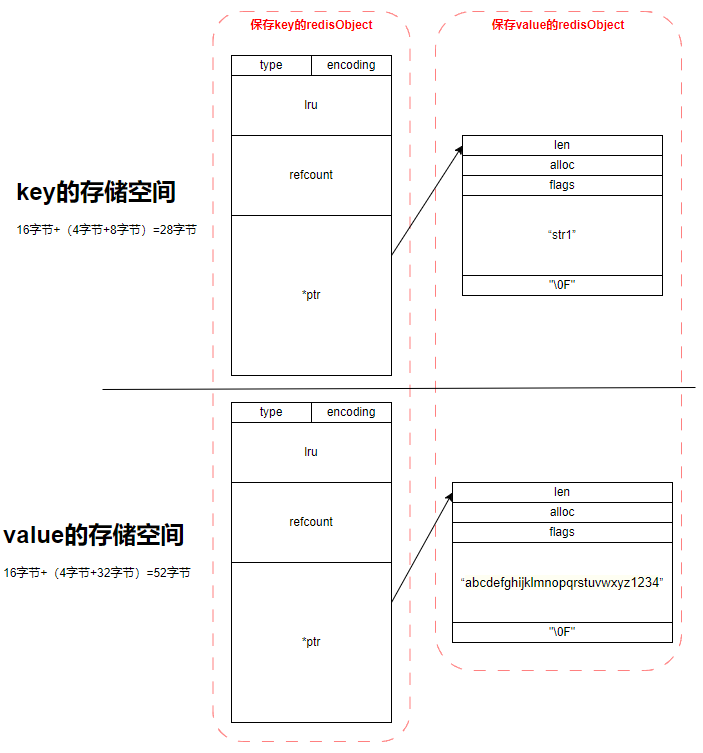 保存key的redisObject
保存value的redisObject
type encoding
lru
refcount
*ptr
len
alloc
flags
“str1”
"\0F"
key的存储空间
16字节+（4字节+8字节）=28字节
type encoding
lru
refcount
*ptr
len
alloc
flags
“abcdefghijklmnopqrstuvwxyz1234”
"\0F"
value的存储空间
16字节+（4字节+32字节）=52字节